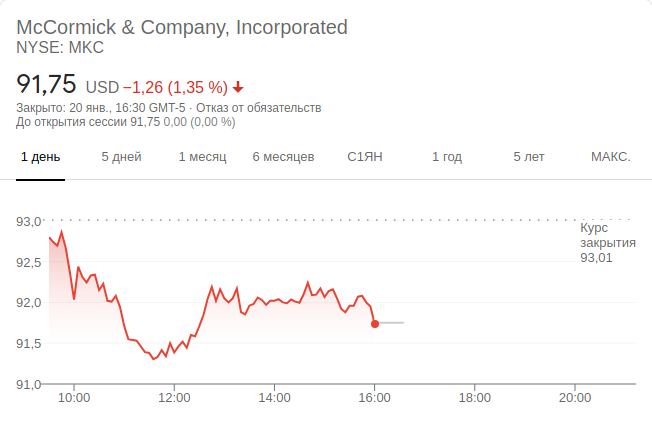 McCormick & Company, Incorporated
NYSE: MKC
91,75 USD −1,26 (1,35 %)
Закрыто: 20 янв., 16:30 GMT-5 · Отказ от обязательств
До открытия сессии 91,75 0,00 (0,00 %)
1 день 5 дней 1 месяц 6 месяцев С1ЯН 1 год 5 лет МАКС.
93,0
Курс
закрытия
93,01
92,5
92,0
91,5
91,0
10:00 12:00 14:00 16:00 18:00 20:00